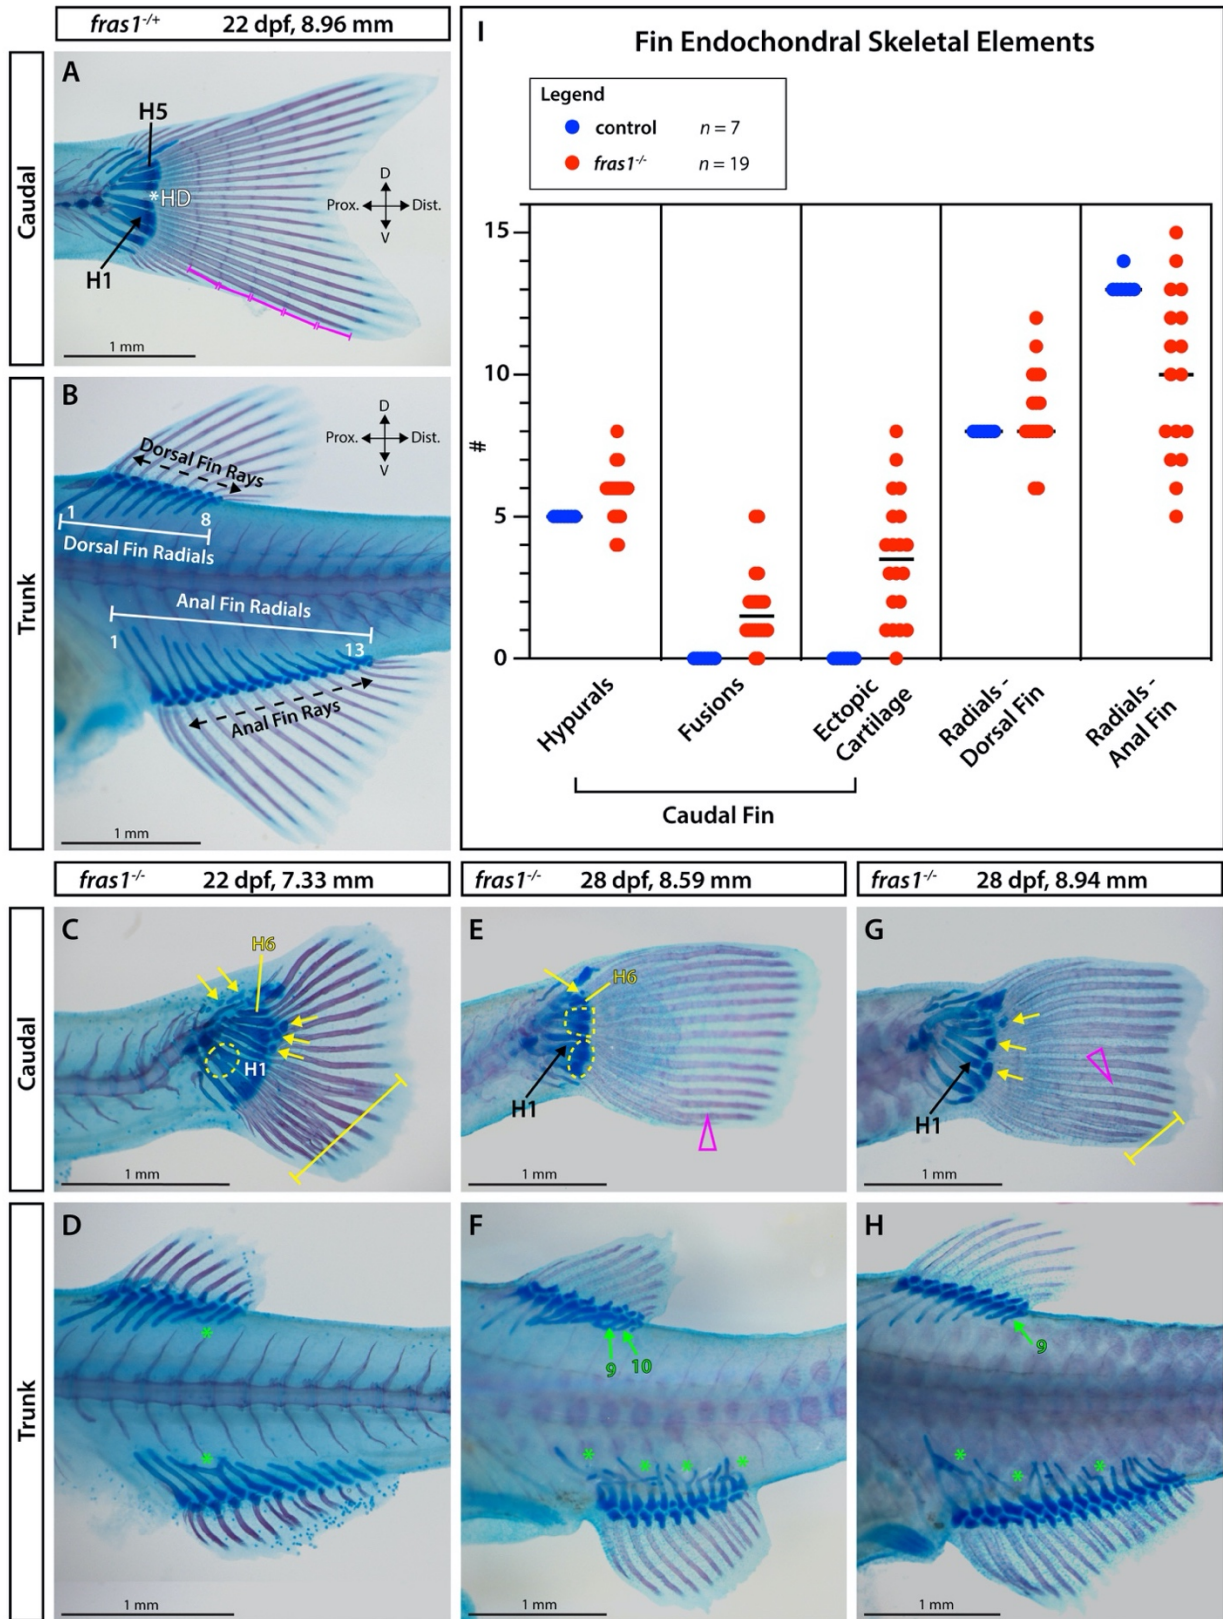 fras1-/+ 22 dpf, 8.96 mm
Caudal
A
H5
*HD
H1
D
Prox. Dist.
V
1 mm
Trunk
B
D
Prox. Dist.
V
Dorsal Fin Rays
1 8
Dorsal Fin Radials
Anal Fin Radials
1 13
Anal Fin Rays
1 mm
I
Fin Endochondral Skeletal Elements
Legend
control n = 7
fras1-/- n = 19
15
10
#
5
0
Hypurals
Fusions
Ectopic
Cartilage
Radials -
Dorsal Fin
Radials -
Anal Fin
Caudal Fin
fras1-/- 22 dpf, 7.33 mm
fras1-/- 28 dpf, 8.59 mm
fras1-/- 28 dpf, 8.94 mm
Caudal
C
H6
H1
1 mm
E
H6
H1
1 mm
G
H1
1 mm
Trunk
D
*
*
1 mm
F
9 10
* * * *
1 mm
H
9
* * *
1 mm